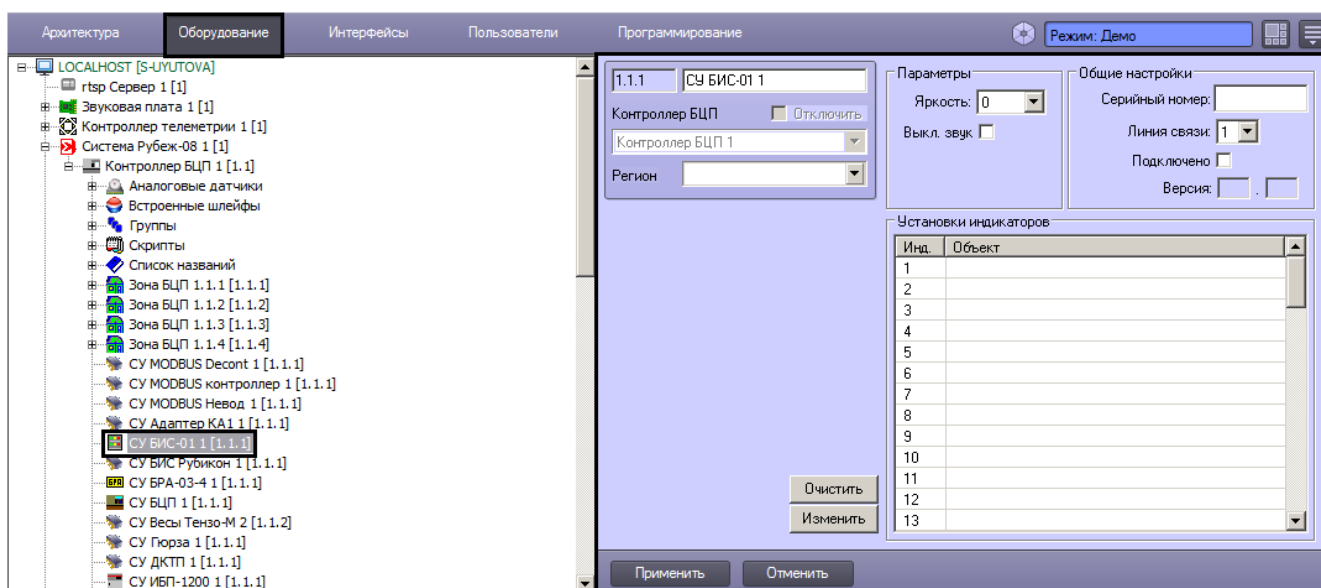 Архитектура Оборудование Интерфейсы Пользователи Программирование Режим: Демо
LOCALHOST [S-UYUTOVA]
rtsp Сервер 1 [1]
Звуковая плата 1 [1]
Контроллер телеметрии 1 [1]
Система Рубеж-08 1 [1]
Контроллер БЦП 1 [1.1]
Аналоговые датчики
Встроенные шлейфы
Группы
Скрипты
Список названий
Зона БЦП 1.1.1 [1.1.1]
Зона БЦП 1.1.2 [1.1.2]
Зона БЦП 1.1.3 [1.1.3]
Зона БЦП 1.1.4 [1.1.4]
СУ MODBUS Decont 1 [1.1.1]
СУ MODBUS контроллер 1 [1.1.1]
СУ MODBUS Невод 1 [1.1.1]
СУ Адаптер КА1 1 [1.1.1]
СУ БИС-01 1 [1.1.1]
СУ БИС Рубикон 1 [1.1.1]
БРА СУ БРА-03-4 1 [1.1.1]
СУ БЦП 1 [1.1.1]
СУ Весы Тензо-М 2 [1.1.2]
СУ Гюрза 1 [1.1.1]
СУ ДКТП 1 [1.1.1]
СУ ИБП-1200 1 [1.1.1]
1.1.1 СУ БИС-01 1
Контроллер БЦП Отключить
Контроллер БЦП 1
Регион
Очистить
Изменить
Параметры
Яркость: 0
Выкл. звук
Общие настройки
Серийный номер:
Линия связи: 1
Подключено
Версия: .
Установки индикаторов
Инд. Объект
1
2
3
4
5
6
7
8
9
10
11
12
13
Применить Отменить